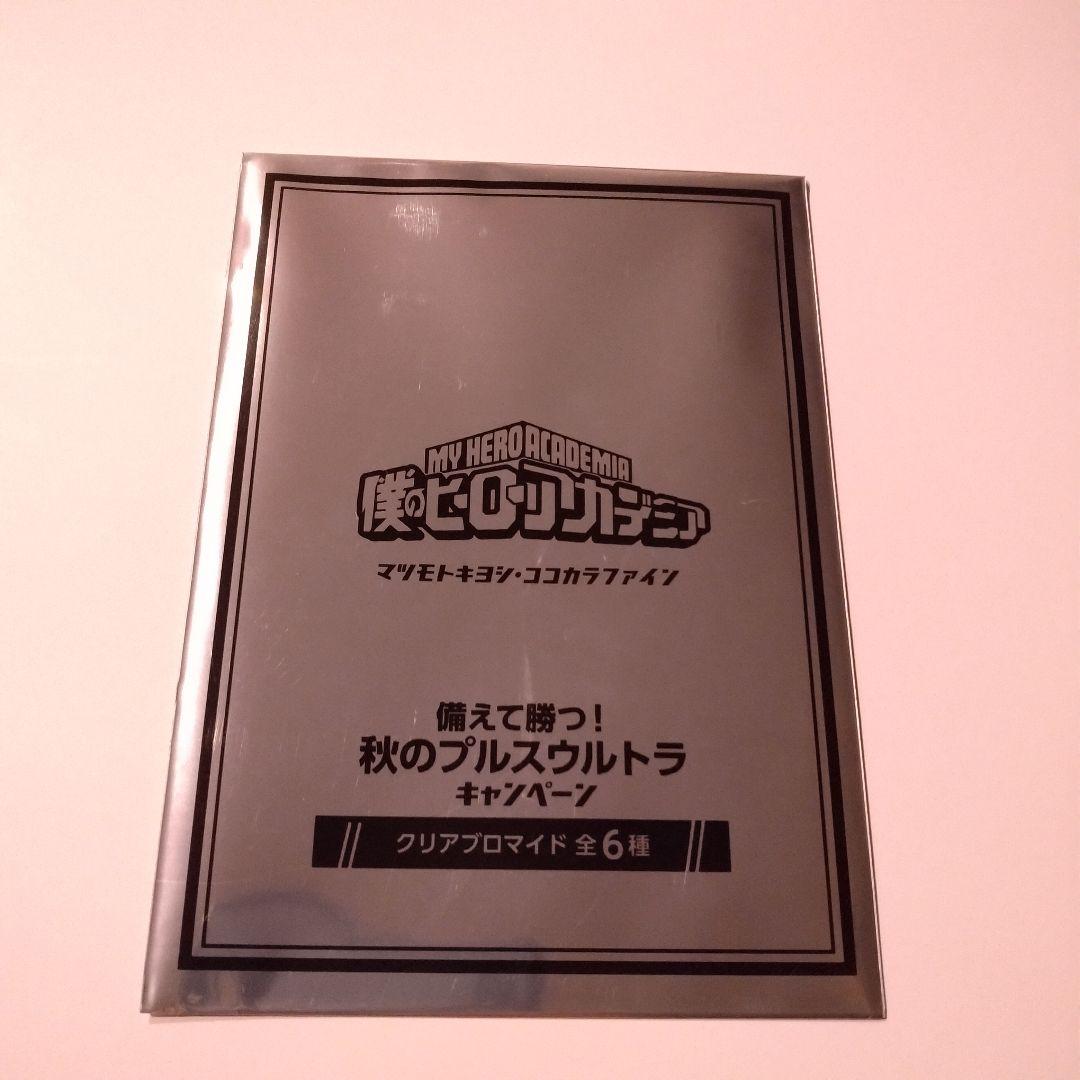 MY HERO ACADEMIA
僕のヒーローアカデミア
マツモトキヨシ・ココカラファイン
備えて勝つ!
秋のプルスウルトラ
キャンペーン
クリアブロマイド 全6種